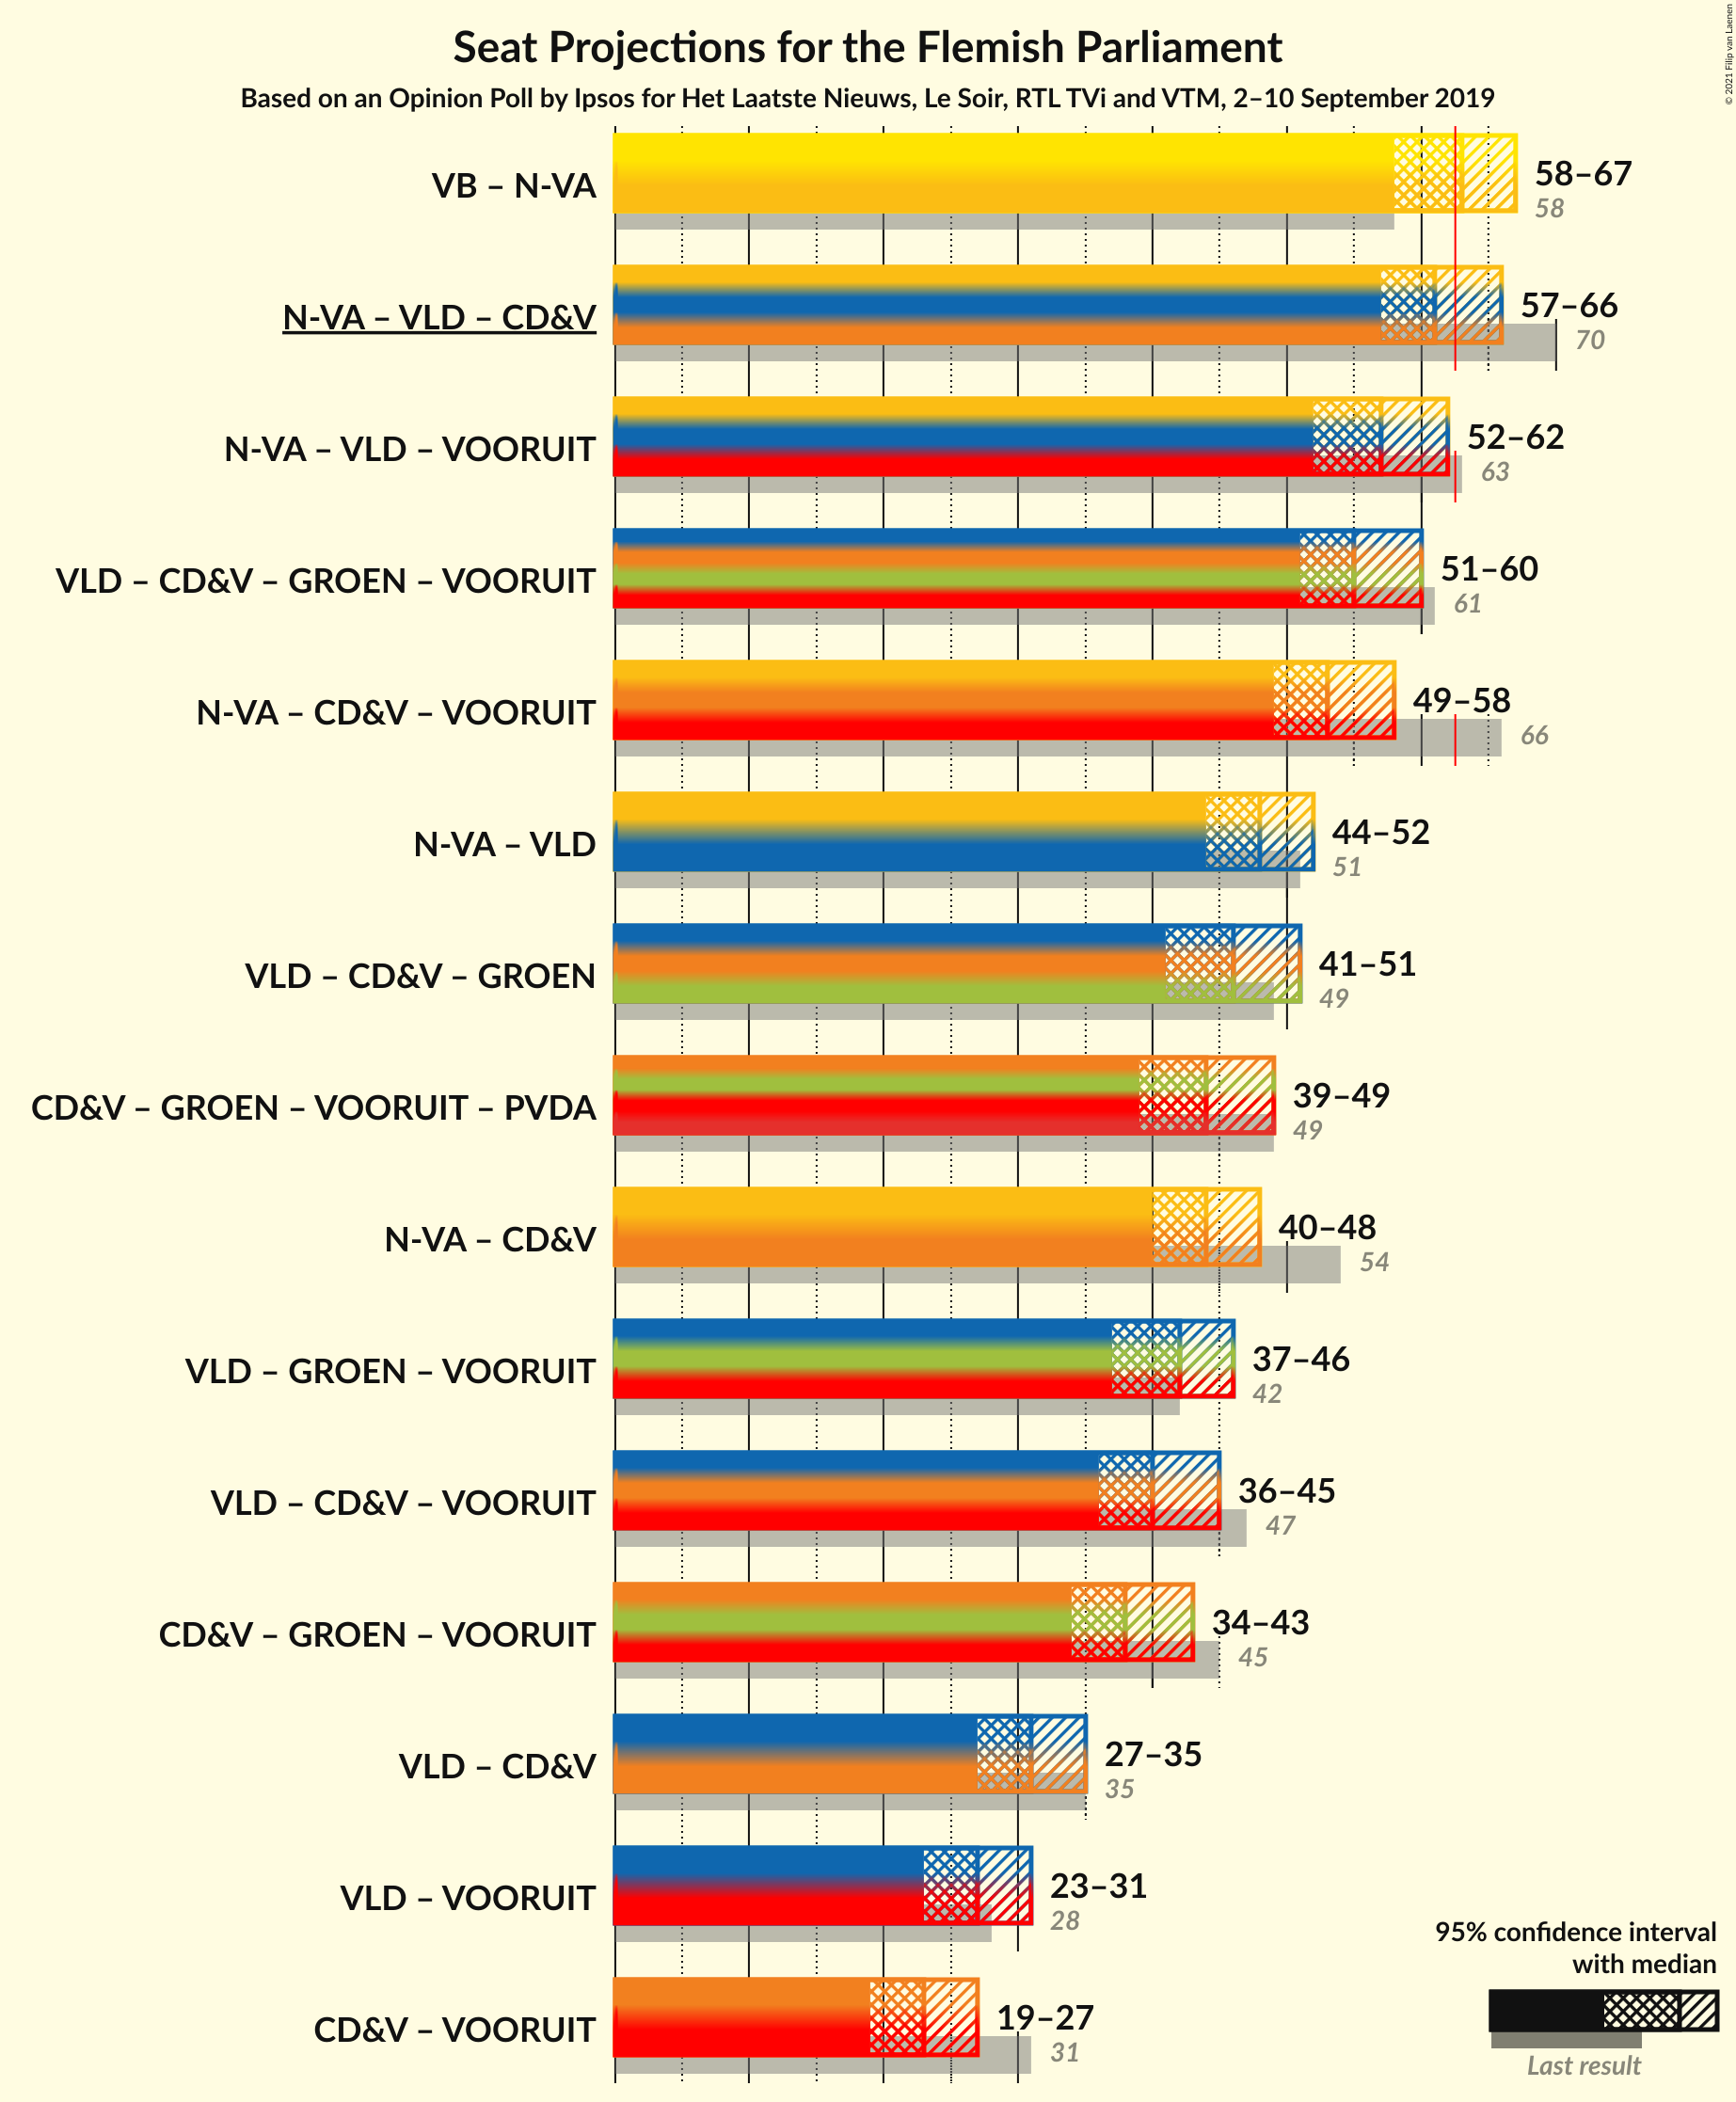 Seat Projections for the Flemish Parliament
Based on an Opinion Poll by Ipsos for Het Laatste Nieuws, Le Soir, RTL TVi and VTM, 2–10 September 2019
© 2021 Filip van Laenen
VB – N-VA
58–67
58
N-VA – VLD – CD&V
57–66
70
N-VA – VLD – VOORUIT
52–62
63
VLD – CD&V – GROEN – VOORUIT
51–60
61
N-VA – CD&V – VOORUIT
49–58
66
N-VA – VLD
44–52
51
VLD – CD&V – GROEN
41–51
49
CD&V – GROEN – VOORUIT – PVDA
39–49
49
N-VA – CD&V
40–48
54
VLD – GROEN – VOORUIT
37–46
42
VLD – CD&V – VOORUIT
36–45
47
CD&V – GROEN – VOORUIT
34–43
45
VLD – CD&V
27–35
35
VLD – VOORUIT
23–31
28
CD&V – VOORUIT
19–27
31
95% confidence interval
with median
Last result